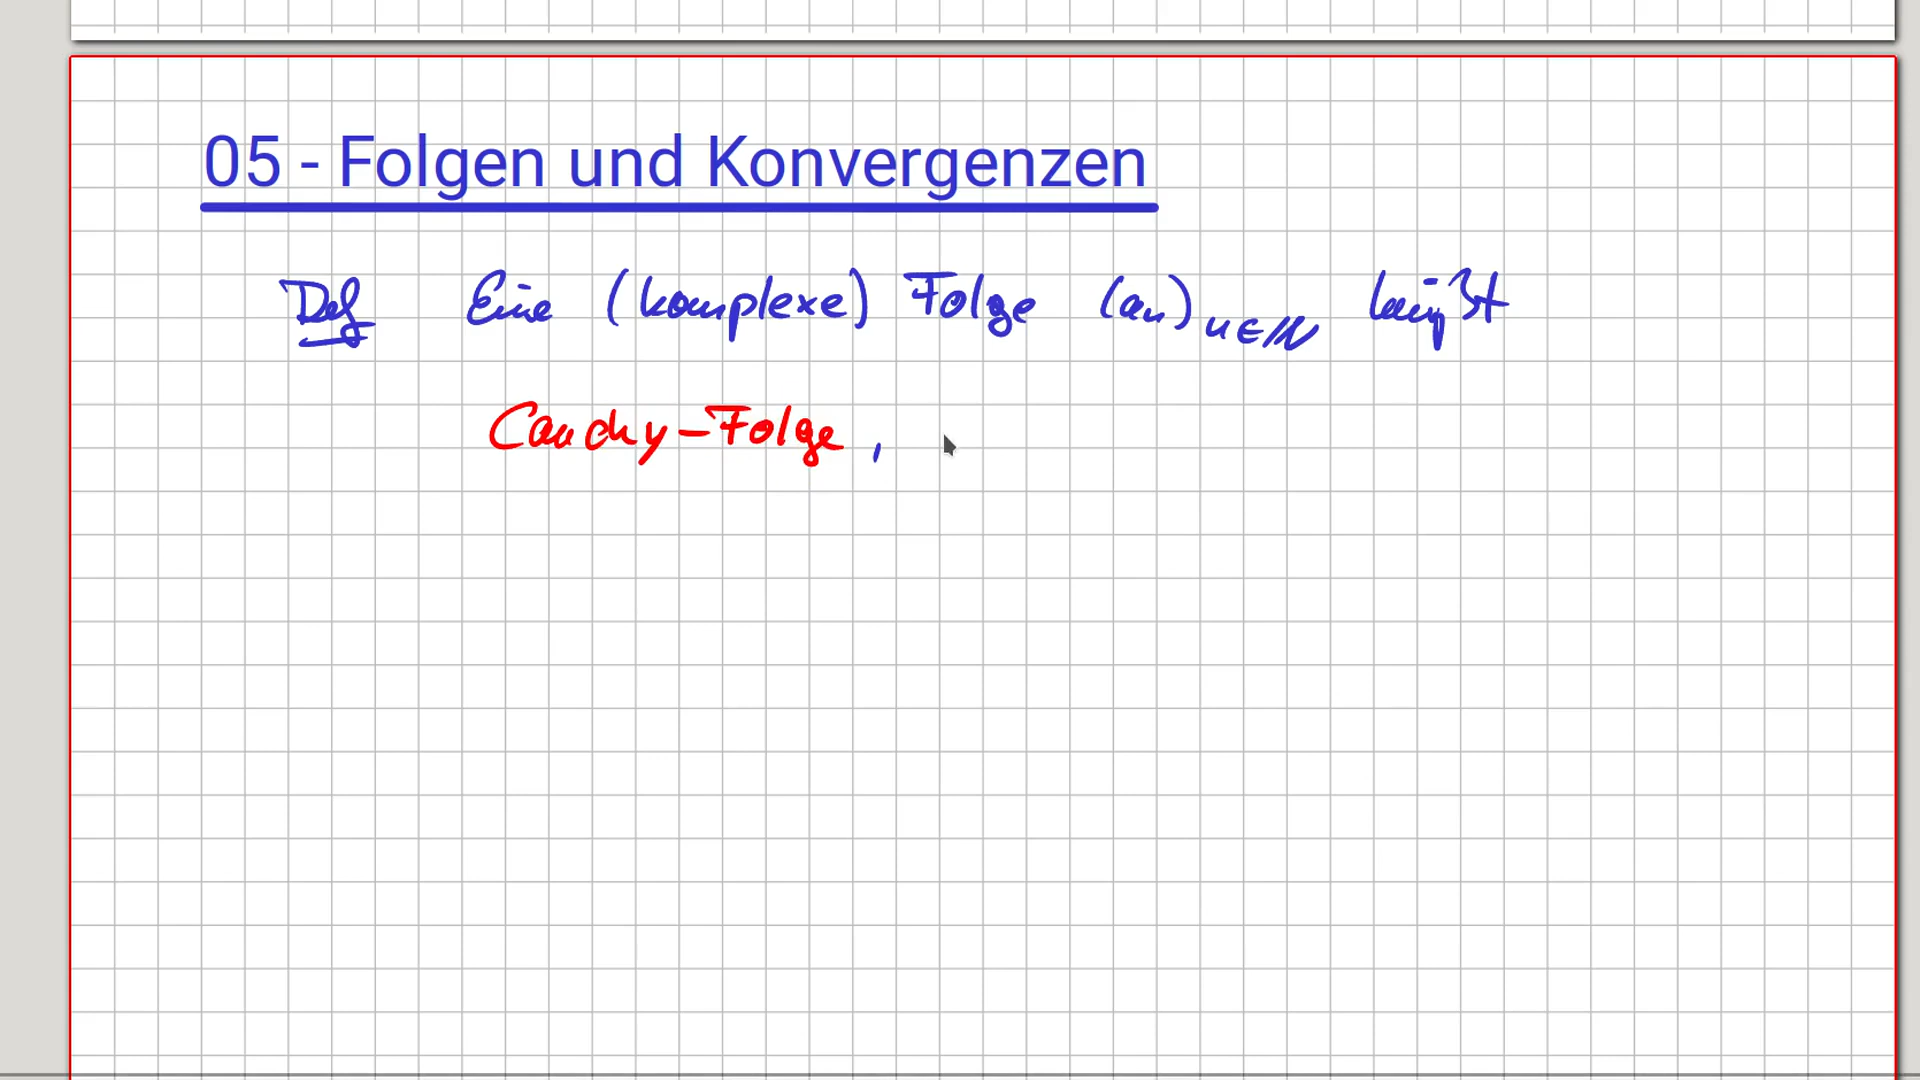 05 - Folgen und Konvergenzen
Def Eine (komplexe) Folge (an)n∈ℕ heißt
Cauchy-Folge,